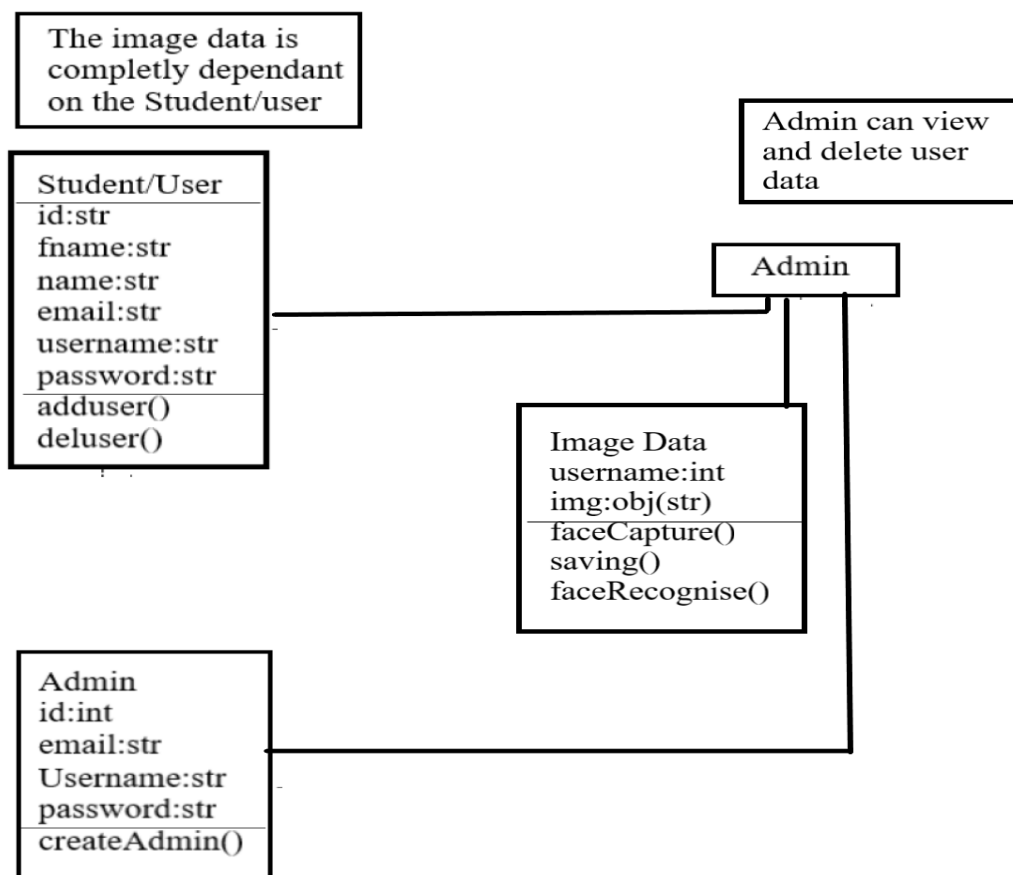 The image data is
completly dependant
on the Student/user
Admin can view
and delete user
data
Student/User
id:str
fname:str
name:str
email:str
username:str
password:str
adduser()
deluser()
Admin
Image Data
username:int
img:obj(str)
faceCapture()
saving()
faceRecognise()
Admin
id:int
email:str
Username:str
password:str
createAdmin()